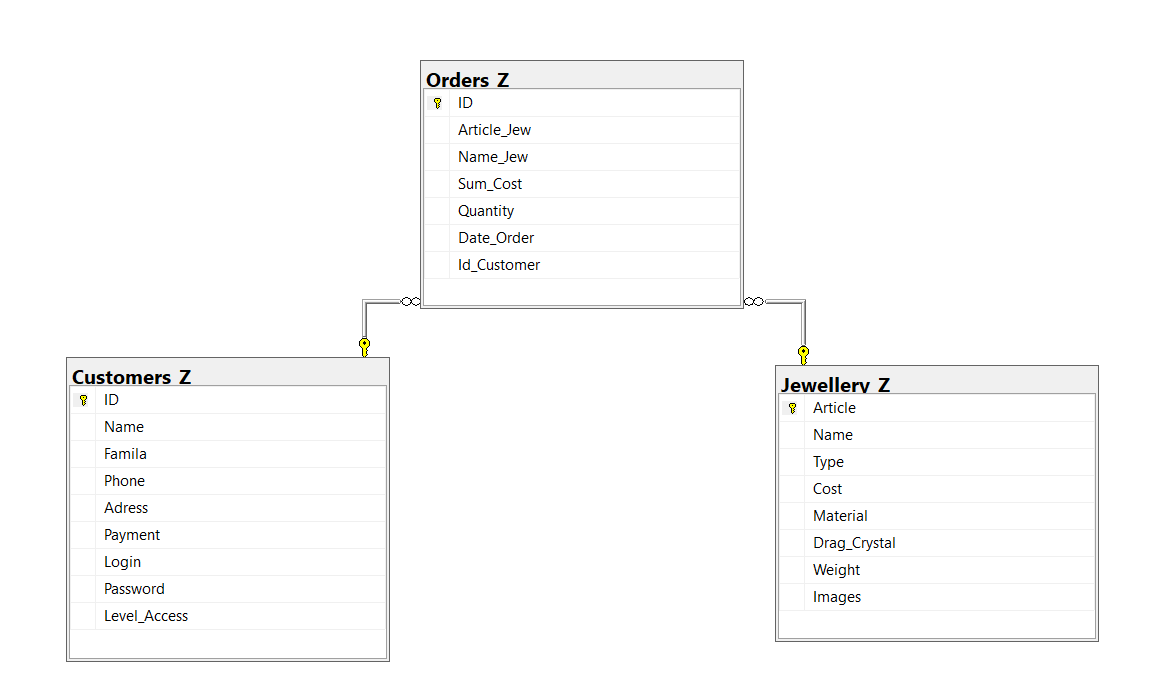 Orders_Z
ID
Article_Jew
Name_Jew
Sum_Cost
Quantity
Date_Order
Id_Customer
Customers_Z
ID
Name
Famila
Phone
Adress
Payment
Login
Password
Level_Access
Jewellery_Z
Article
Name
Type
Cost
Material
Drag_Crystal
Weight
Images